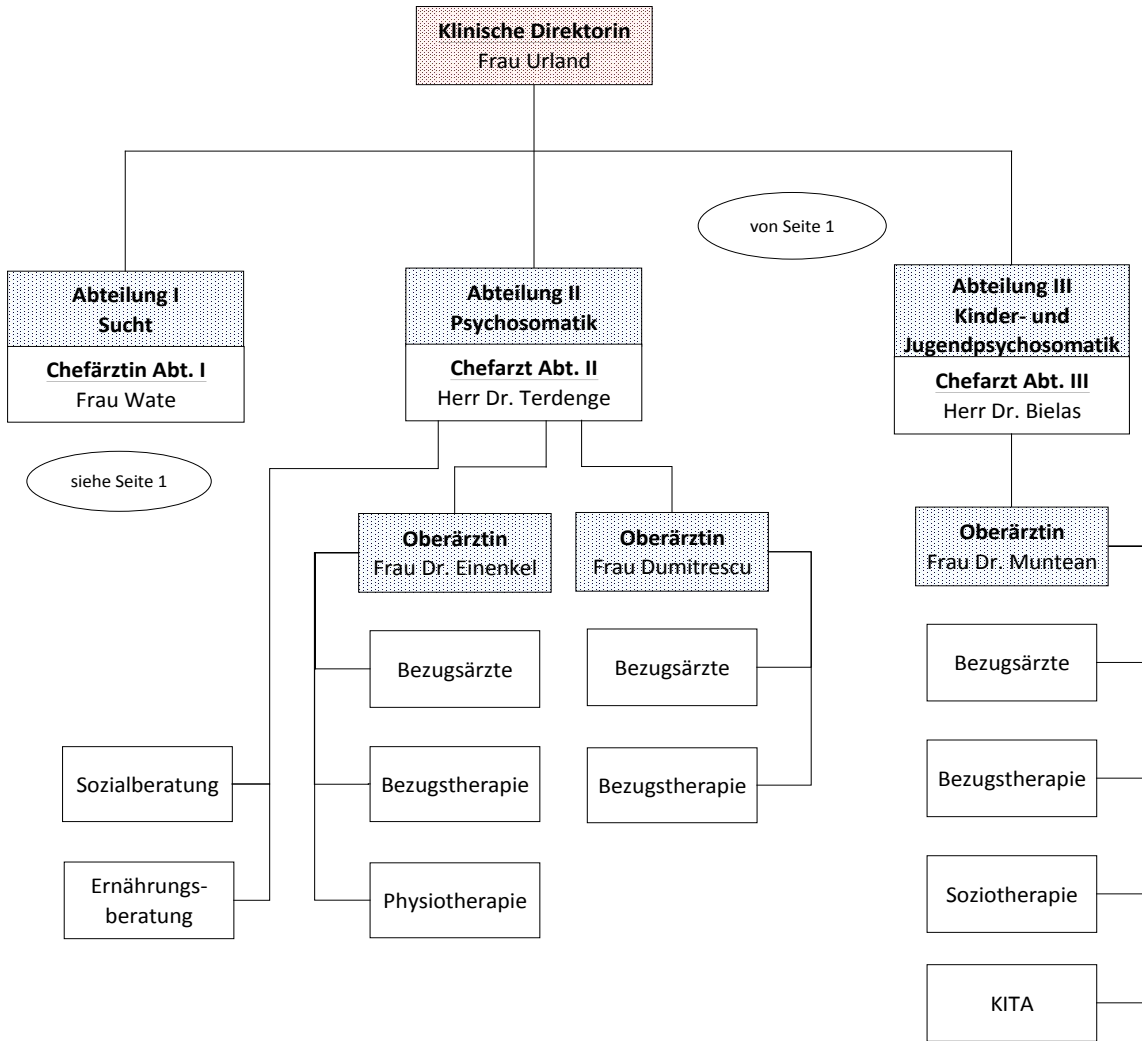 Klinische Direktorin
Frau Urland
von Seite 1
Abteilung I
Sucht
Chefärztin Abt. I
Frau Wate
siehe Seite 1
Abteilung II
Psychosomatik
Chefarzt Abt. II
Herr Dr. Terdenge
Abteilung III
Kinder- und
Jugendpsychosomatik
Chefarzt Abt. III
Herr Dr. Bielas
Oberärztin
Frau Dr. Einenkel
Oberärztin
Frau Dumitrescu
Oberärztin
Frau Dr. Muntean
Bezugsärzte
Bezugsärzte
Bezugsärzte
Sozialberatung
Bezugstherapie
Bezugstherapie
Bezugstherapie
Ernährungs-
beratung
Physiotherapie
Soziotherapie
KITA